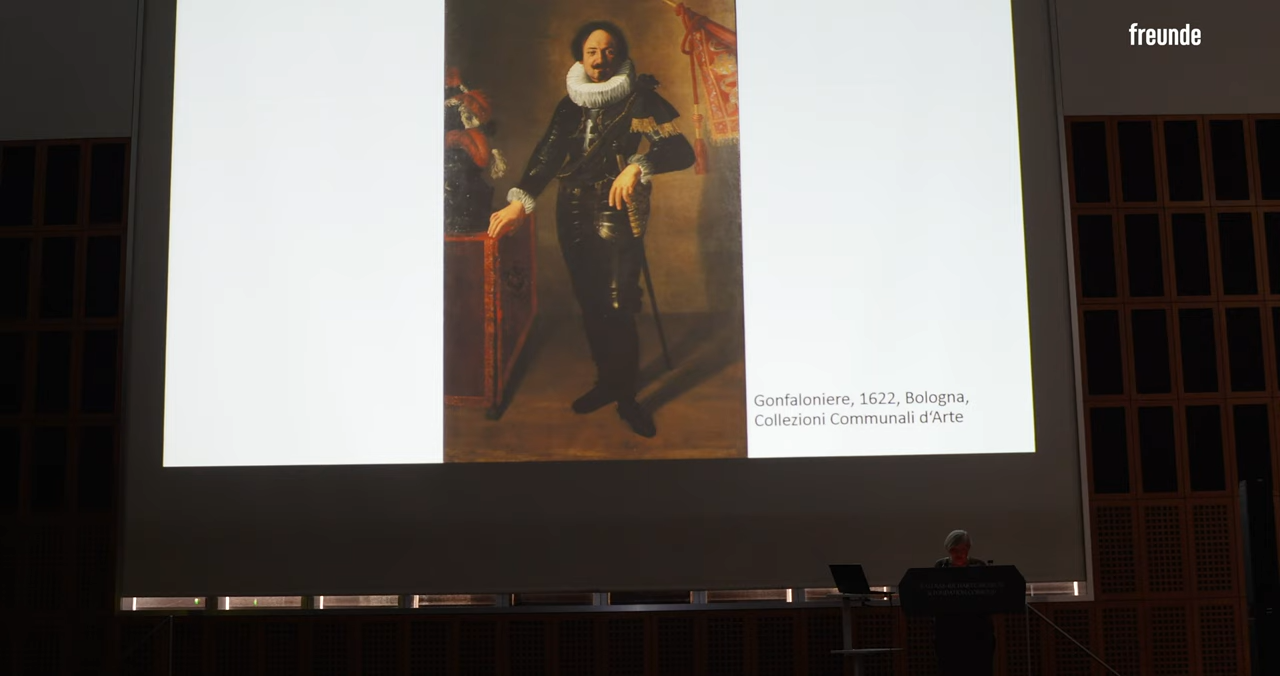 freunde
Gonfaloniere, 1622, Bologna,
Collezioni Communali d'Arte